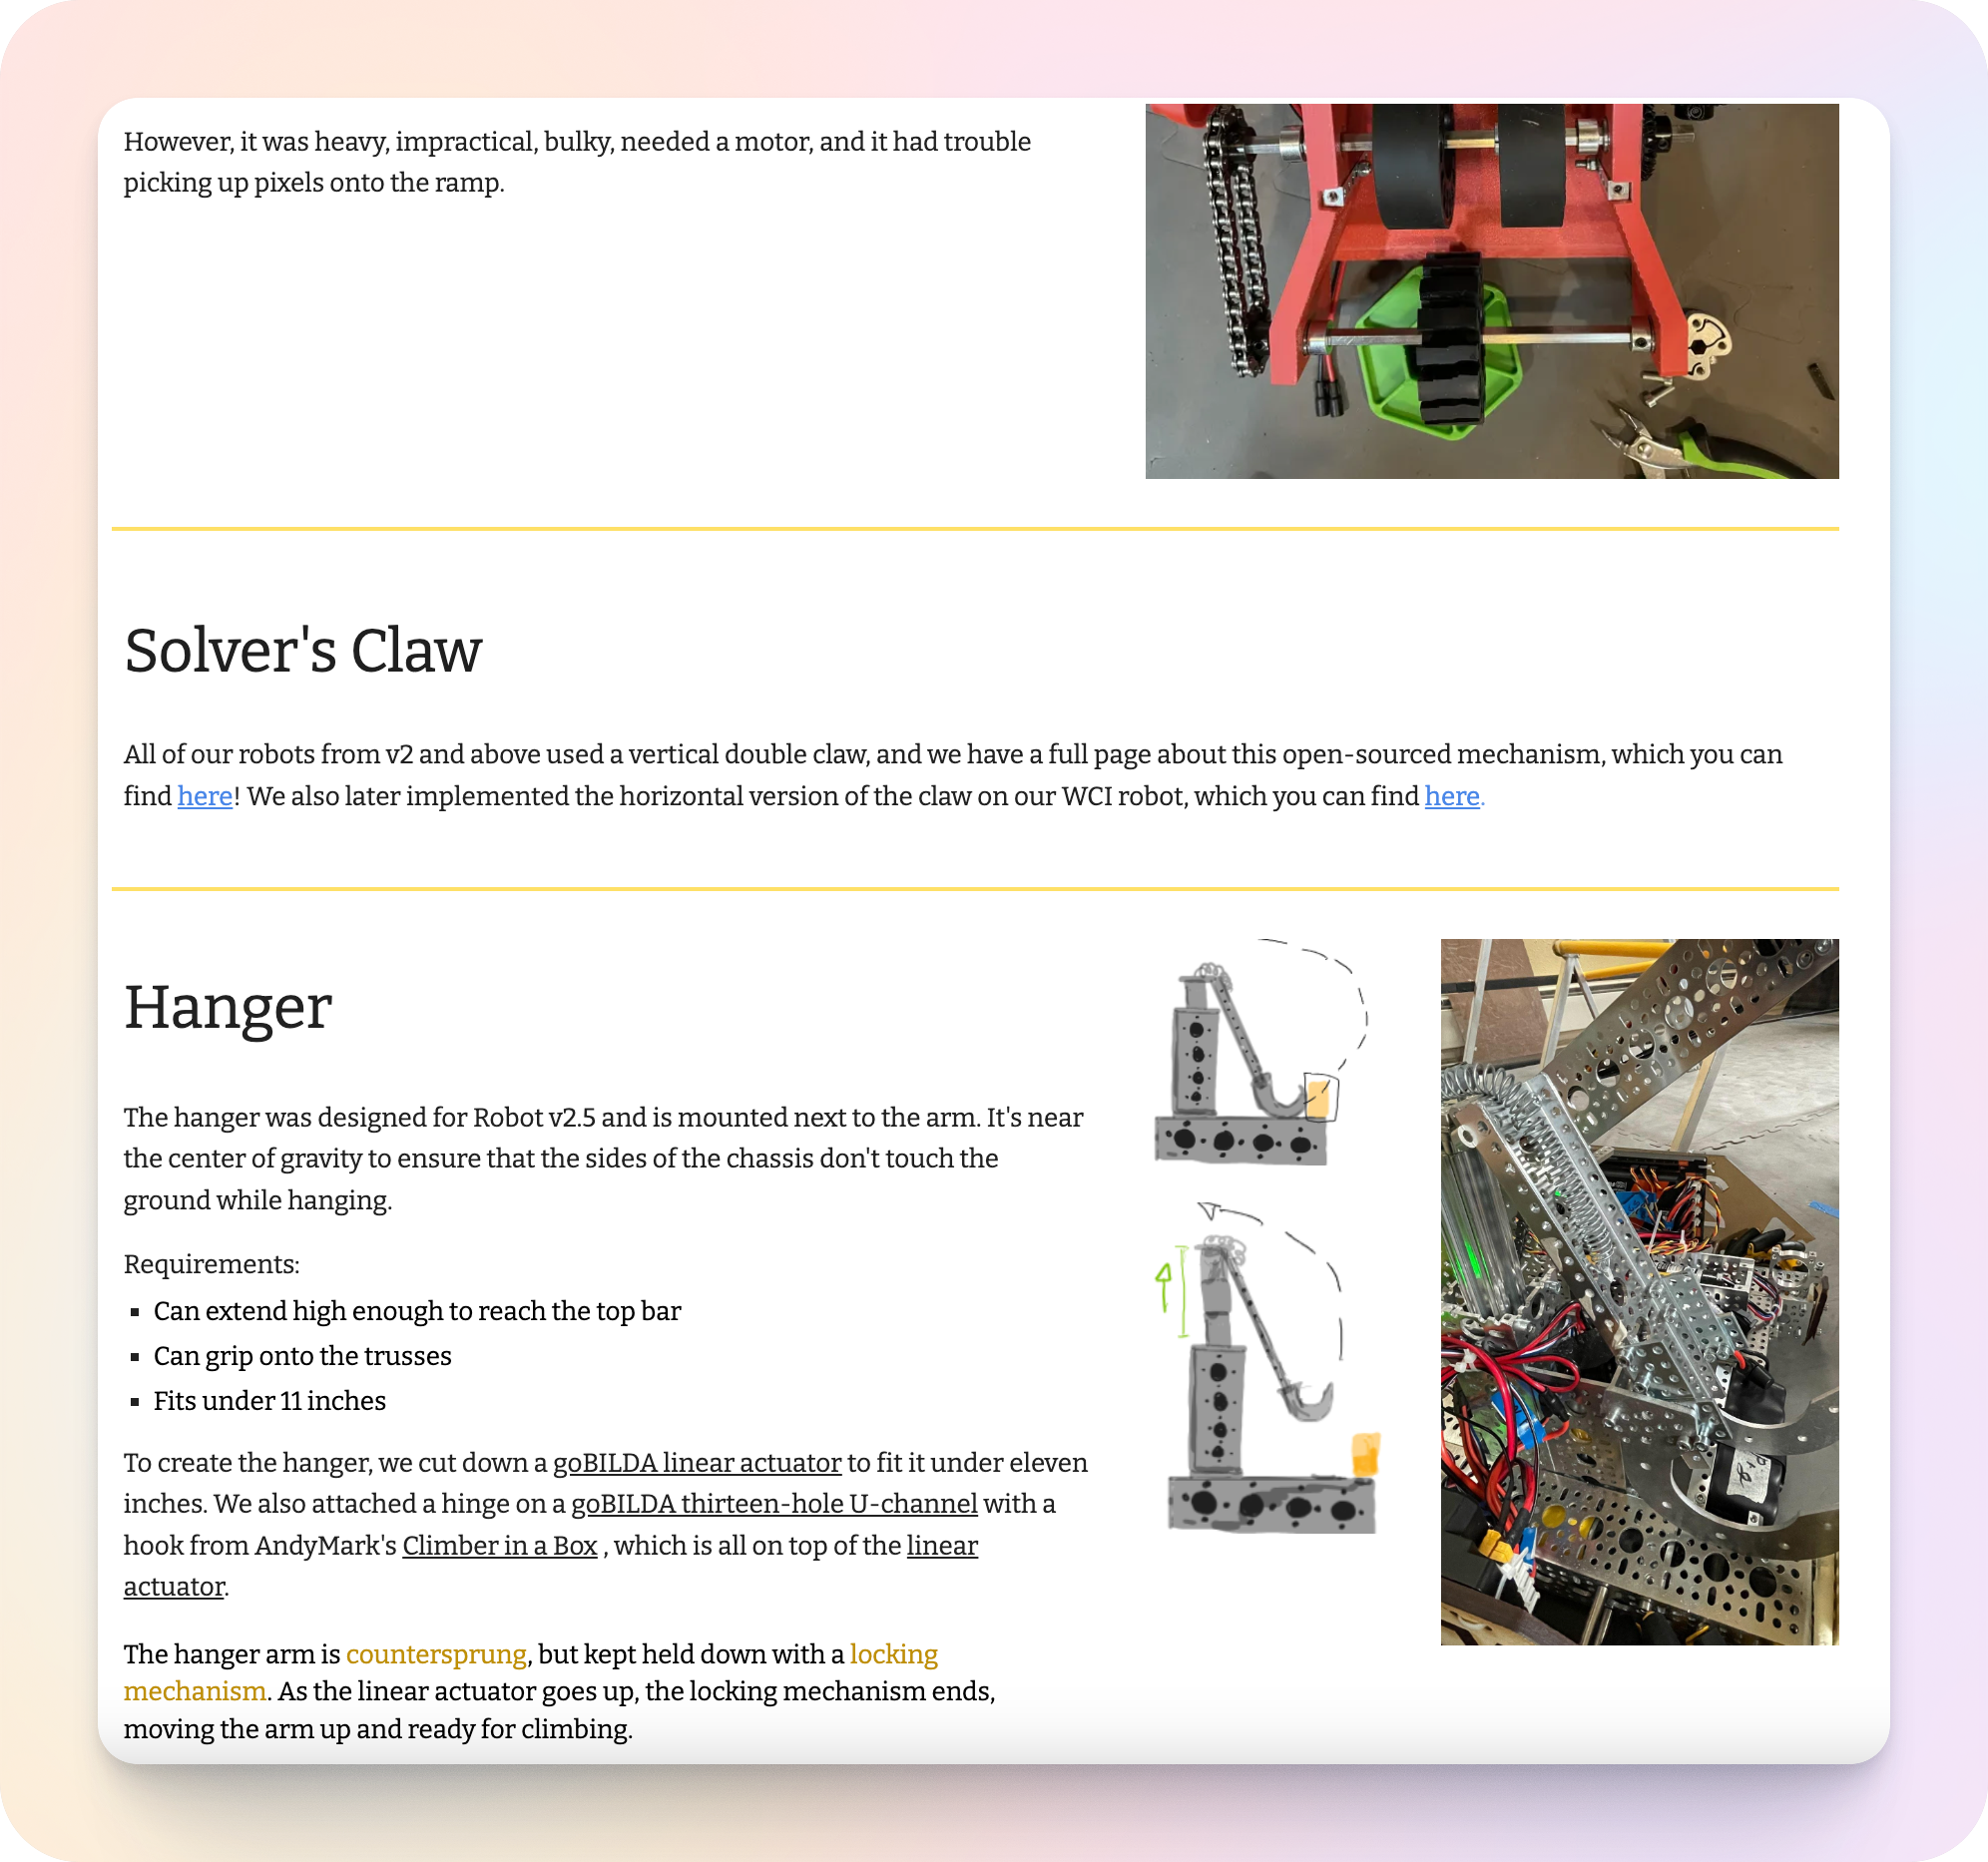 However, it was heavy, impractical, bulky, needed a motor, and it had trouble
picking up pixels onto the ramp.
Solver's Claw
All of our robots from v2 and above used a vertical double claw, and we have a full page about this open-sourced mechanism, which you can
find here! We also later implemented the horizontal version of the claw on our WCI robot, which you can find here.
Hanger
The hanger was designed for Robot v2.5 and is mounted next to the arm. It's near
the center of gravity to ensure that the sides of the chassis don't touch the
ground while hanging.
Requirements:
▪ Can extend high enough to reach the top bar
▪ Can grip onto the trusses
▪ Fits under 11 inches
To create the hanger, we cut down a goBILDA linear actuator to fit it under eleven
inches. We also attached a hinge on a goBILDA thirteen-hole U-channel with a
hook from AndyMark's Climber in a Box , which is all on top of the linear
actuator.
The hanger arm is countersprung, but kept held down with a locking
mechanism. As the linear actuator goes up, the locking mechanism ends,
moving the arm up and ready for climbing.